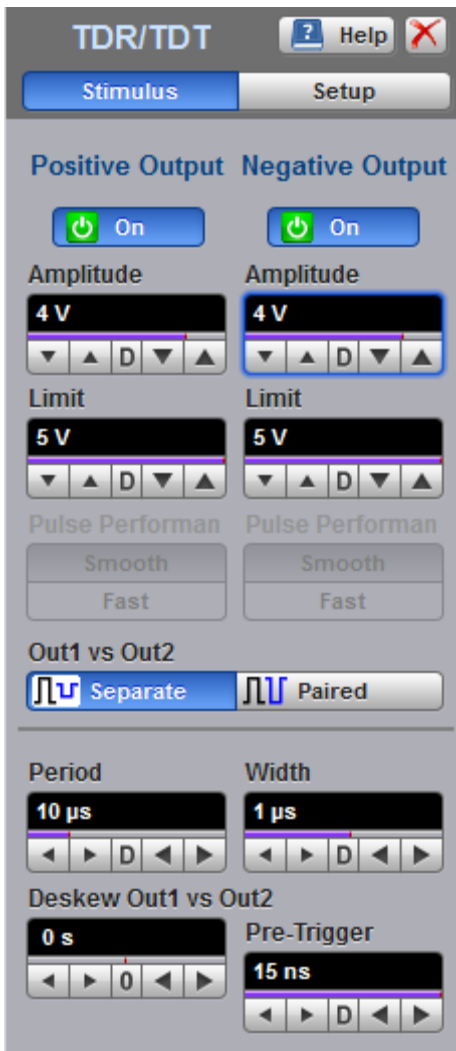 TDR/TDT Help
Stimulus Setup
Positive Output Negative Output
On On
Amplitude Amplitude
4 V 4 V
D D
Limit Limit
5 V 5 V
D D
Pulse Performan Pulse Performan
Smooth Smooth
Fast Fast
Out1 vs Out2
Separate Paired
Period Width
10 µs 1 µs
D D
Deskew Out1 vs Out2
0 s
0
Pre-Trigger
15 ns
D